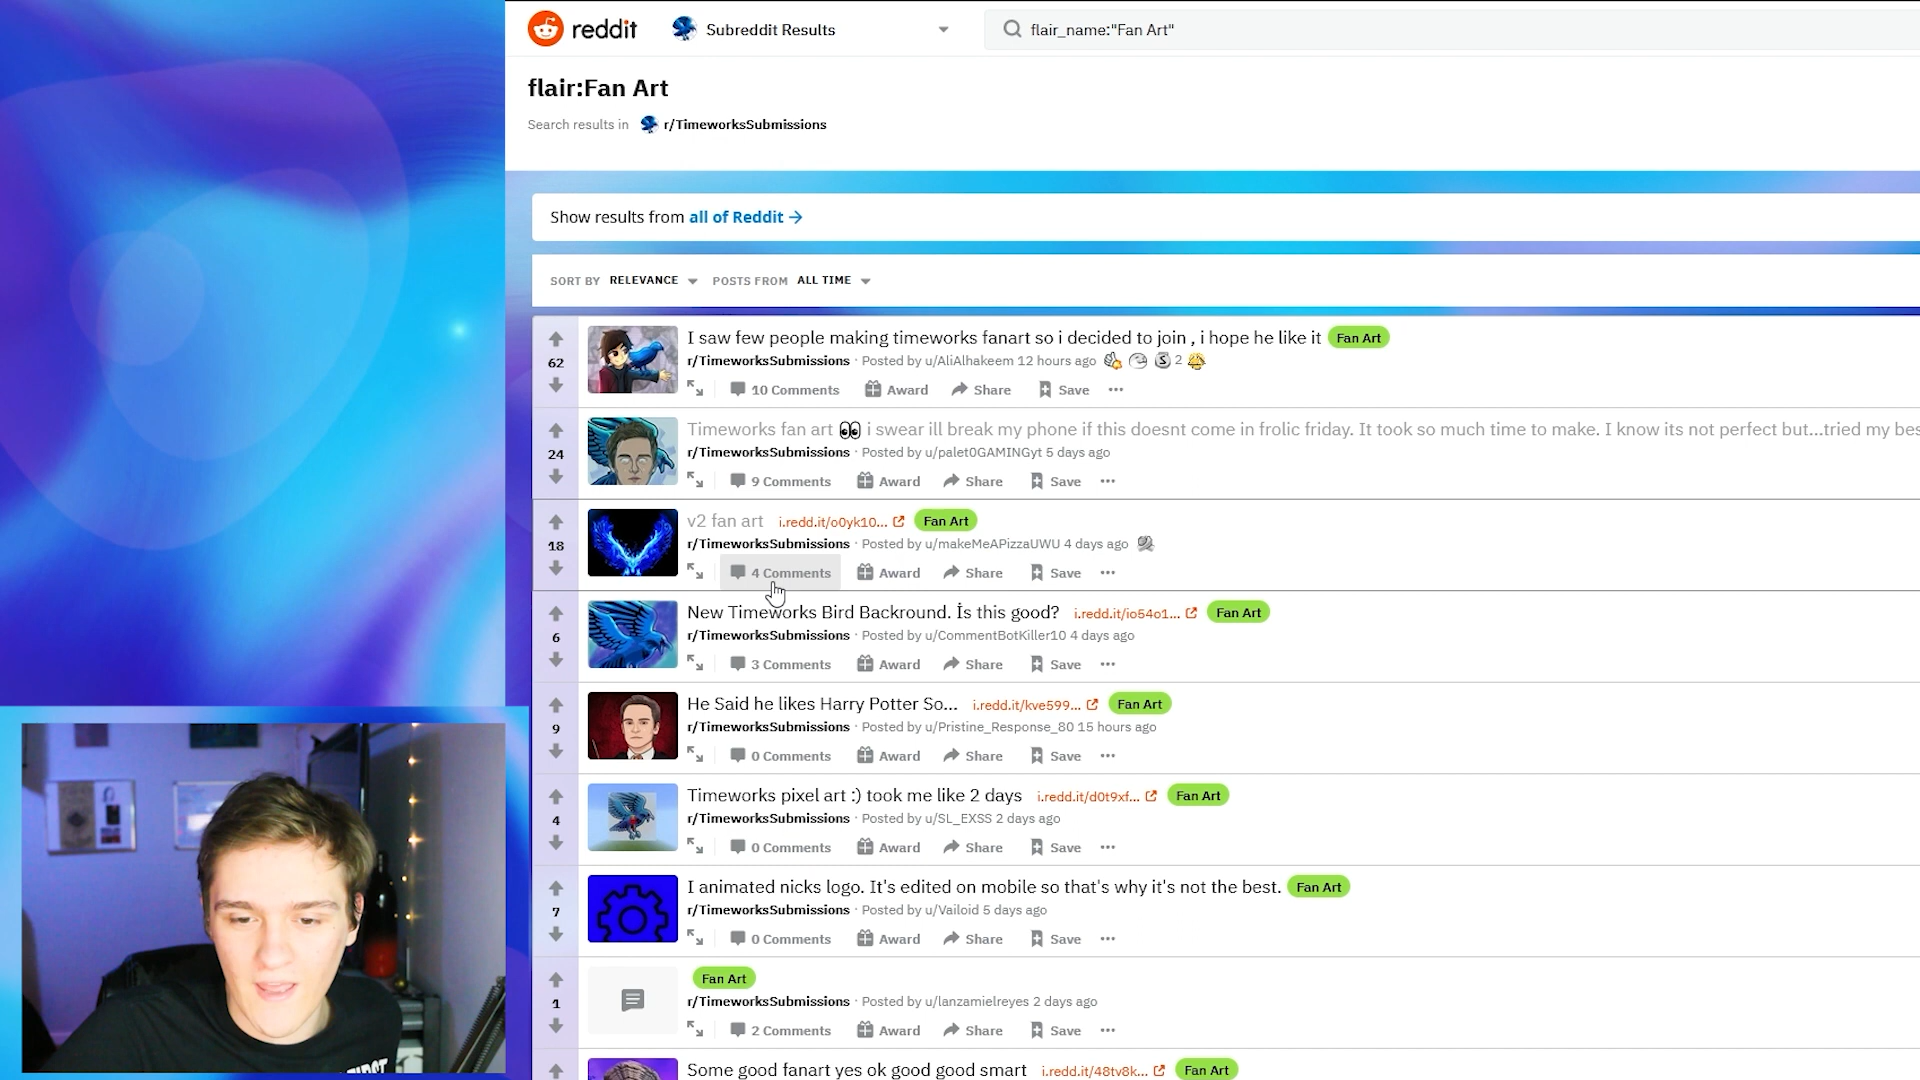 reddit
Subreddit Results
flair_name:"Fan Art"
flair:Fan Art
Search results in r/TimeworksSubmissions
Show results from all of Reddit →
SORT BY RELEVANCE POSTS FROM ALL TIME
62
I saw few people making timeworks fanart so i decided to join , i hope he like it Fan Art
r/TimeworksSubmissions · Posted by u/AliAlhakeem 12 hours ago 2
10 Comments Award Share Save ···
24
Timeworks fan art 👀 i swear ill break my phone if this doesnt come in frolic friday. It took so much time to make. I know its not perfect but...tried my bes
r/TimeworksSubmissions · Posted by u/palet0GAMINGyt 5 days ago
9 Comments Award Share Save ···
18
v2 fan art i.redd.it/o0yk10... Fan Art
r/TimeworksSubmissions · Posted by u/makeMeAPizzaUWU 4 days ago
4 Comments Award Share Save ···
6
New Timeworks Bird Backround. İs this good? i.redd.it/io54o1... Fan Art
r/TimeworksSubmissions · Posted by u/CommentBotKiller10 4 days ago
3 Comments Award Share Save ···
9
He Said he likes Harry Potter So... i.redd.it/kve599... Fan Art
r/TimeworksSubmissions · Posted by u/Pristine_Response_80 15 hours ago
0 Comments Award Share Save ···
4
Timeworks pixel art :) took me like 2 days i.redd.it/d0t9xf... Fan Art
r/TimeworksSubmissions · Posted by u/SL_EXSS 2 days ago
0 Comments Award Share Save ···
7
I animated nicks logo. It's edited on mobile so that's why it's not the best. Fan Art
r/TimeworksSubmissions · Posted by u/Vailoid 5 days ago
0 Comments Award Share Save ···
1
Fan Art
r/TimeworksSubmissions · Posted by u/lanzamielreyes 2 days ago
2 Comments Award Share Save ···
Some good fanart yes ok good good smart i.redd.it/48tv8k... Fan Art